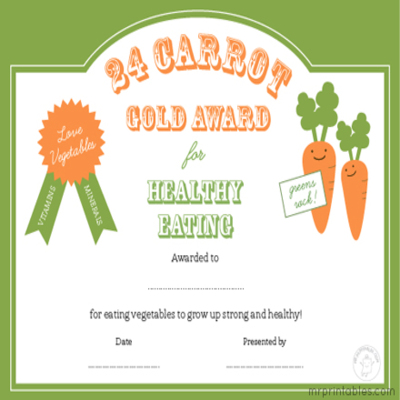 24 CARROT
GOLD AWARD
for
HEALTHY
EATING
Love
Vegetables
VITAMINS
MINERALS
greens
rock!
Awarded to
for eating vegetables to grow up strong and healthy!
Date
Presented by
mrprintables.com